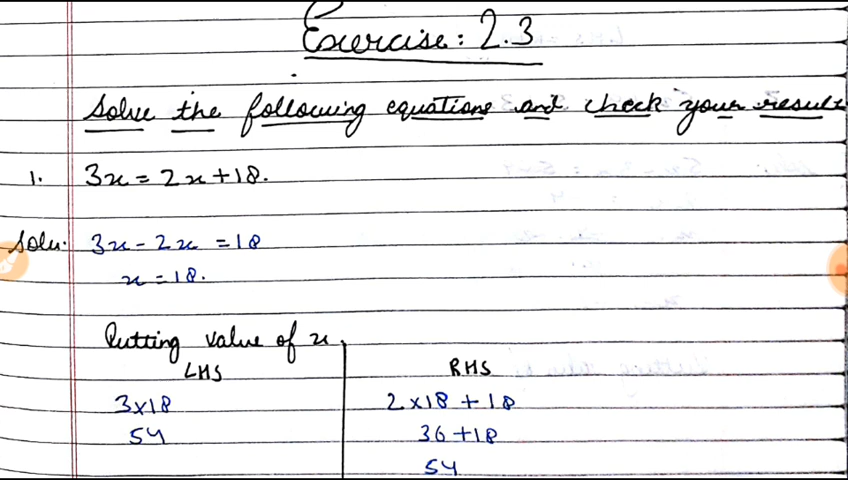 Exercise: 2.3
Solve the following equations and check your result
1. 3x = 2x + 18.
Solu. 3x - 2x = 18
x = 18.
Putting value of x,
LHS RHS
3x18 2x18 + 18
54 36 + 18
54